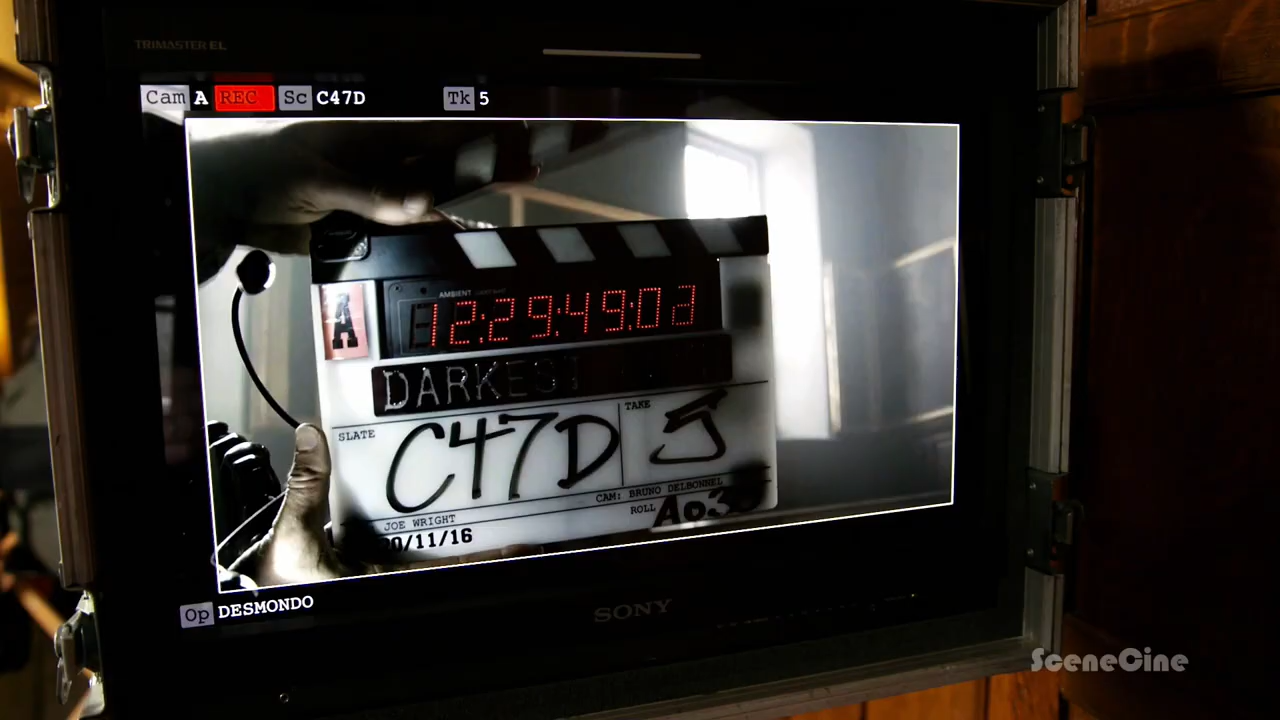 TRIMASTER EL
Cam A REC Sc C47D Tk 5
AMBIENT
A
12:29:49:02
DARKEST
SLATE C47D TAKE 5
CAM: BRUNO DELBONNEL
JOE WRIGHT ROLL A03
20/11/16
Op DESMONDO
SONY
SceneCine